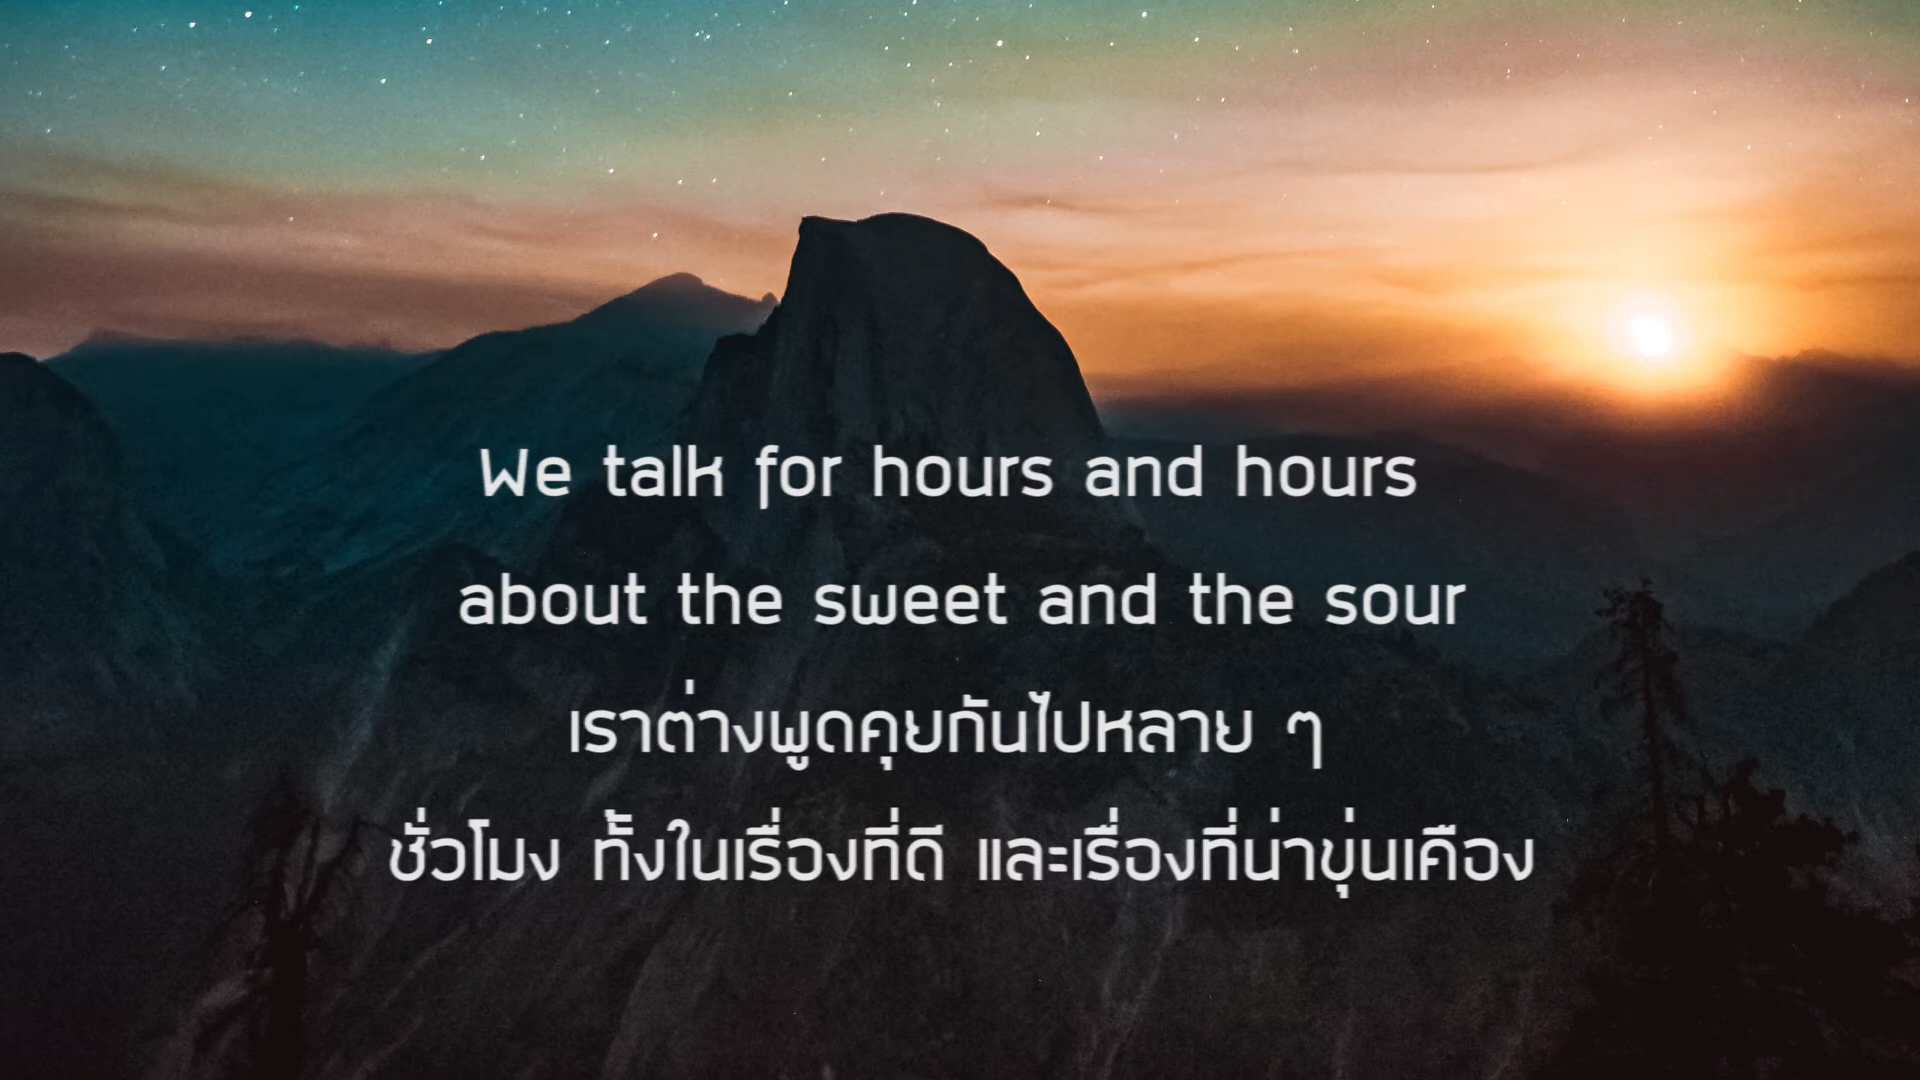 We talk for hours and hours
about the sweet and the sour
เราต่างพูดคุยกันไปหลาย ๆ
ชั่วโมง ทั้งในเรื่องที่ดี และเรื่องที่น่าขุ่นเคือง